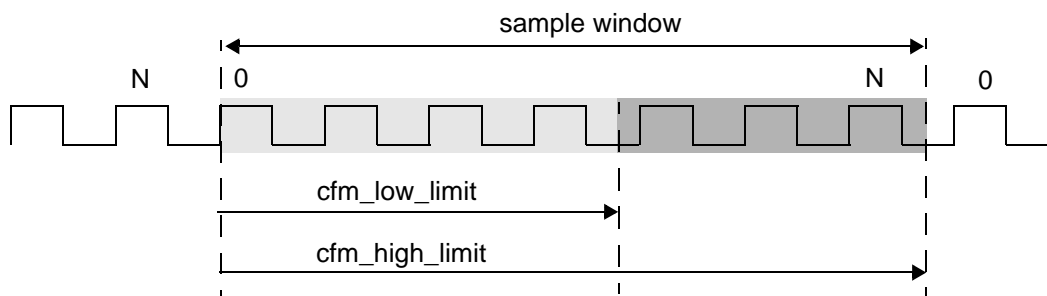 sample window
N 0 N 0
cfm_low_limit
cfm_high_limit